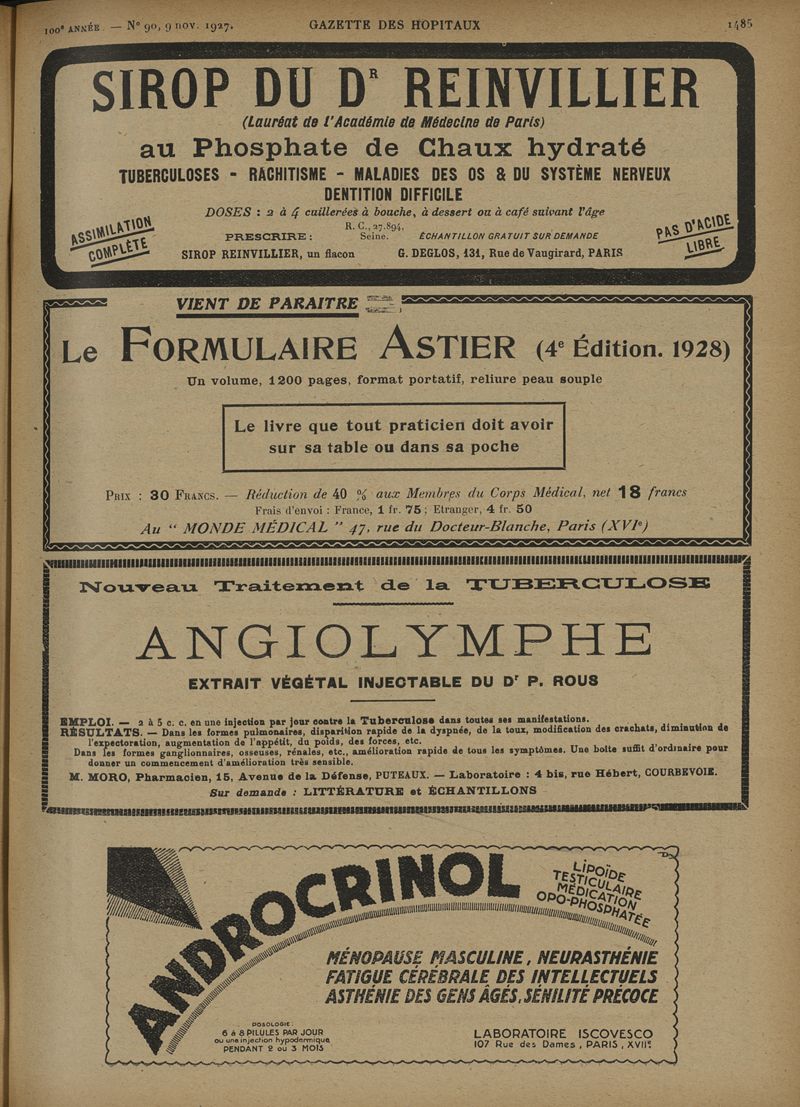 100e ANNÉE. — No 90, 9 nov. 1927.
GAZETTE DES HOPITAUX
1485
SIROP DU DR REINVILLIER
(Lauréat de l'Académie de Médecine de Paris)
au Phosphate de Chaux hydraté
TUBERCULOSES - RACHITISME - MALADIES DES OS & DU SYSTÈME NERVEUX
DENTITION DIFFICILE
DOSES : 2 à 4 cuillerées à bouche, à dessert ou à café suivant l'âge
ASSIMILATION
COMPLÈTE
R. C., 27.894,
PRESCRIRE : Seine. ÉCHANTILLON GRATUIT SUR DEMANDE
SIROP REINVILLIER, un flacon G. DEGLOS, 131, Rue de Vaugirard, PARIS
PAS D'ACIDE
LIBRE
VIENT DE PARAITRE
Le FORMULAIRE ASTIER (4e Édition. 1928)
Un volume, 1200 pages, format portatif, reliure peau souple
Le livre que tout praticien doit avoir
sur sa table ou dans sa poche
PRIX : 30 FRANCS. — Réduction de 40 % aux Membres du Corps Médical, net 18 francs
Frais d'envoi : France, 1 fr. 75 ; Etranger, 4 fr. 50
Au " MONDE MÉDICAL " 47, rue du Docteur-Blanche, Paris (XVIe)
Nouveau Traitement de la TUBERCULOSE
ANGIOLYMPHE
EXTRAIT VÉGÉTAL INJECTABLE DU Dr P. ROUS
EMPLOI. — 2 à 5 c. c. en une injection par jour contre la Tuberculose dans toutes ses manifestations.
RÉSULTATS. — Dans les formes pulmonaires, disparition rapide de la dyspnée, de la toux, modification des crachats, diminution de
l'expectoration, augmentation de l'appétit, du poids, des forces, etc.
Dans les formes ganglionnaires, osseuses, rénales, etc., amélioration rapide de tous les symptômes. Une boîte suffit d'ordinaire pour
donner un commencement d'amélioration très sensible.
M. MORO, Pharmacien, 15, Avenue de la Défense, PUTEAUX. — Laboratoire : 4 bis, rue Hébert, COURBEVOIE.
Sur demande : LITTÉRATURE et ÉCHANTILLONS
ANDROCRINOL
LIPOÏDE
TESTICULAIRE
MÉDICATION
OPO-PHOSPHATÉE
MÉNOPAUSE MASCULINE, NEURASTHÉNIE
FATIGUE CÉRÉBRALE DES INTELLECTUELS
ASTHÉNIE DES GENS ÂGÉS, SÉNILITÉ PRÉCOCE
POSOLOGIE:
6 à 8 PILULES PAR JOUR
ou une injection hypodermique
PENDANT 2 ou 3 MOIS
LABORATOIRE ISCOVESCO
107 Rue des Dames, PARIS, XVIIe